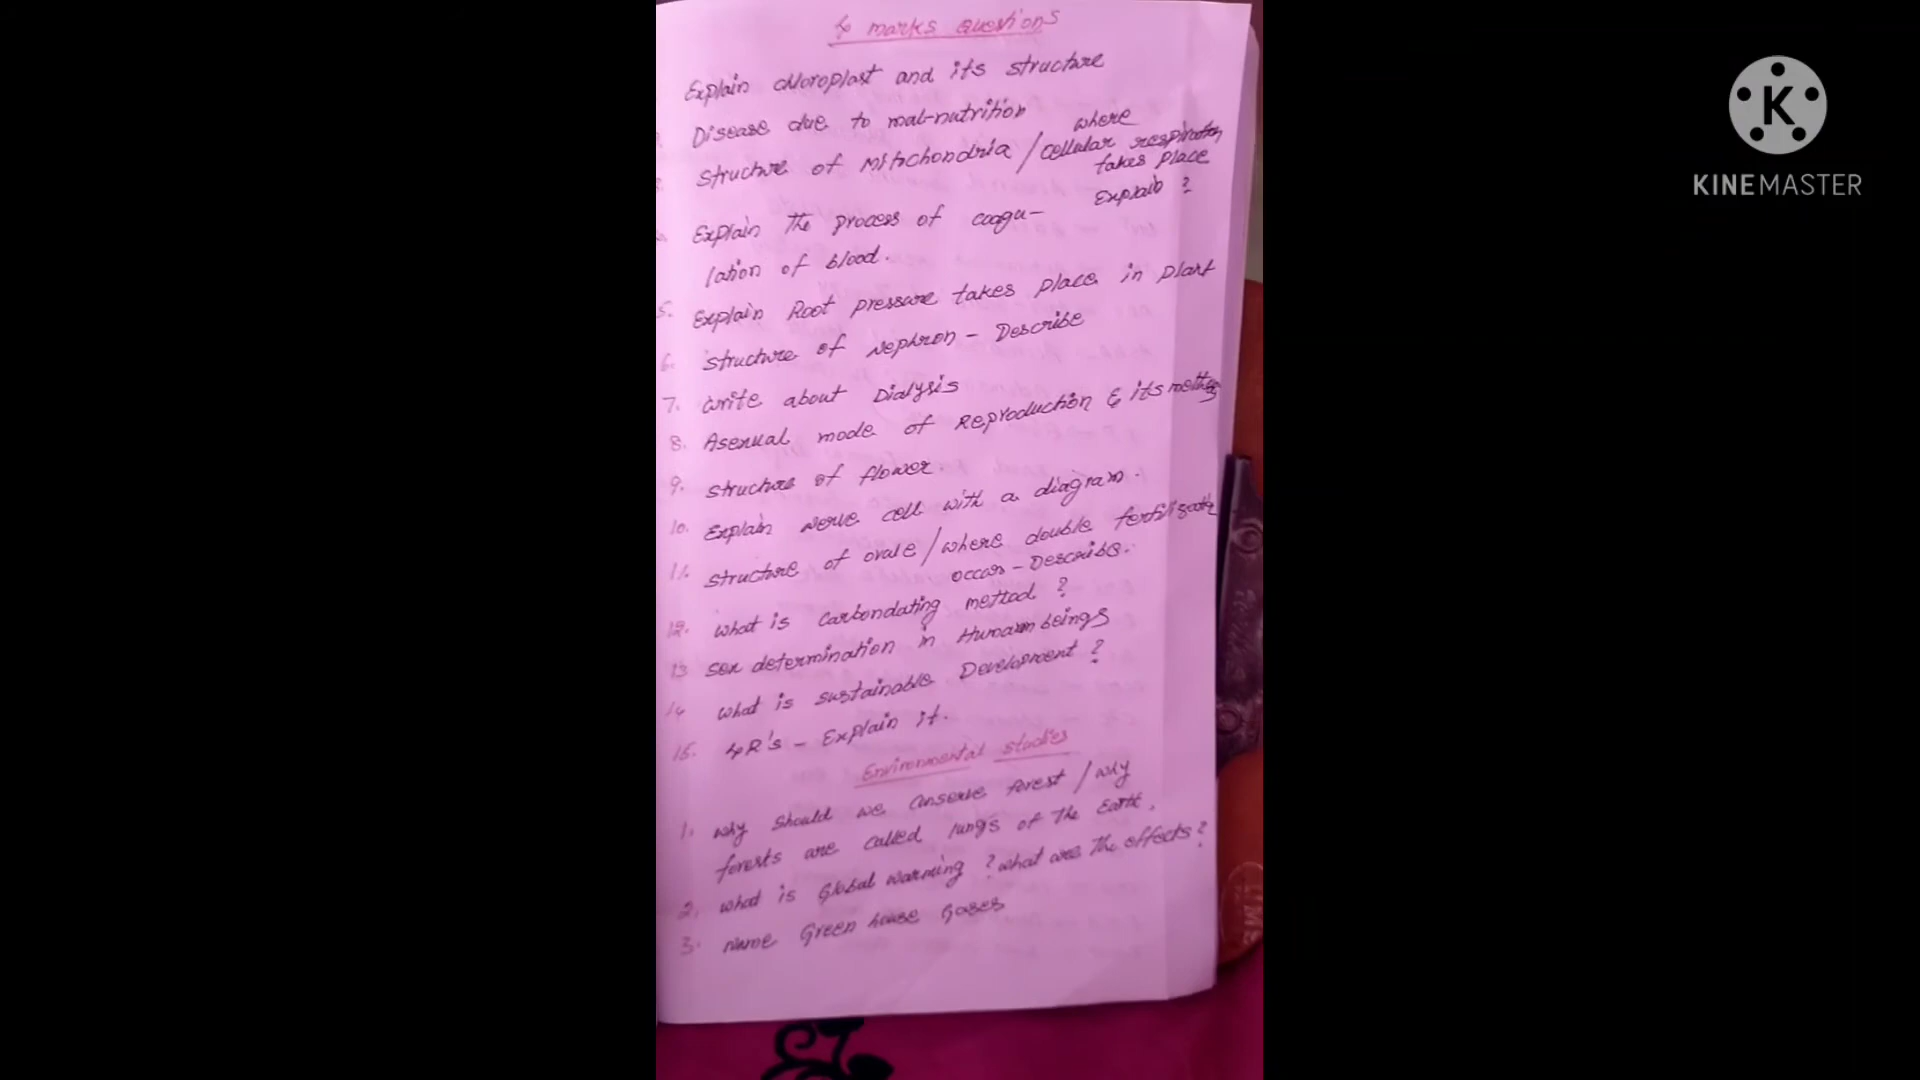 4 marks Questions
Explain chloroplast and its structure
Disease due to mal-nutrition
Structure of Mitochondria / where
cellular respiration
takes place
Explain ?
Explain The process of coagu-
lation of blood.
5. Explain Root pressure takes place in plant
6. Structure of Nephron - Describe
7. Write about Dialysis
8. Asexual mode of Reproduction & its
9. Structure of flower
10. Explain nerve cell with a diagram.
11. Structure of ovule / where double
occurs - Describe.
12. What is Carbondating method ?
13 Sex determination in Human beings
14 What is sustainable Development ?
15. 4R's - Explain it.
Environmental studies
1. Why should we conserve forest / why
forests are called lungs of The Earth.
2. What is Global warming ? what are The effects ?
3. Name Green house Gases
K
KINEMASTER